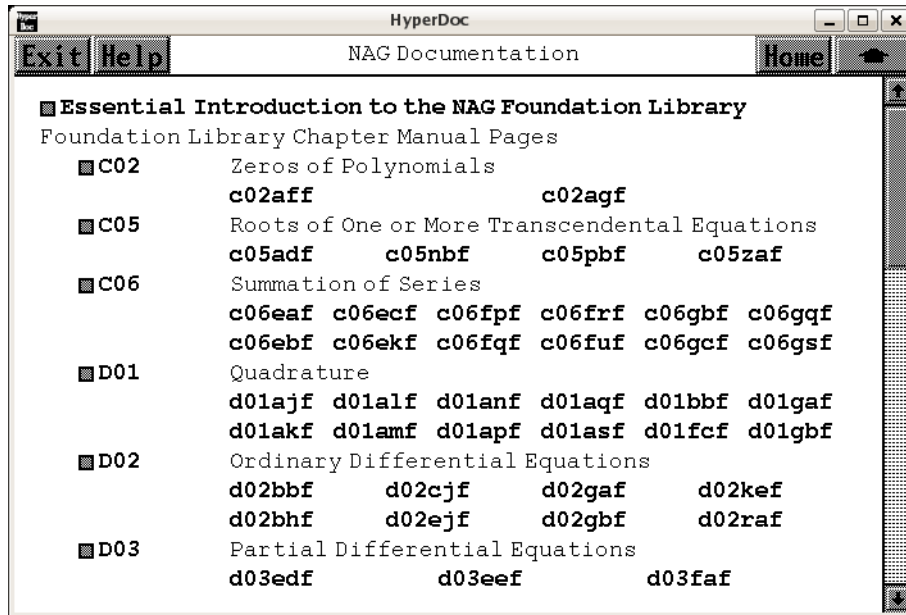 Hyper Doc
HyperDoc
Exit Help NAG Documentation Home
Essential Introduction to the NAG Foundation Library
Foundation Library Chapter Manual Pages
C02 Zeros of Polynomials
c02aff c02agf
C05 Roots of One or More Transcendental Equations
c05adf c05nbf c05pbf c05zaf
C06 Summation of Series
c06eaf c06ecf c06fpf c06frf c06gbf c06gqf
c06ebf c06ekf c06fqf c06fuf c06gcf c06gsf
D01 Quadrature
d01ajf d01alf d01anf d01aqf d01bbf d01gaf
d01akf d01amf d01apf d01asf d01fcf d01gbf
D02 Ordinary Differential Equations
d02bbf d02cjf d02gaf d02kef
d02bhf d02ejf d02gbf d02raf
D03 Partial Differential Equations
d03edf d03eef d03faf